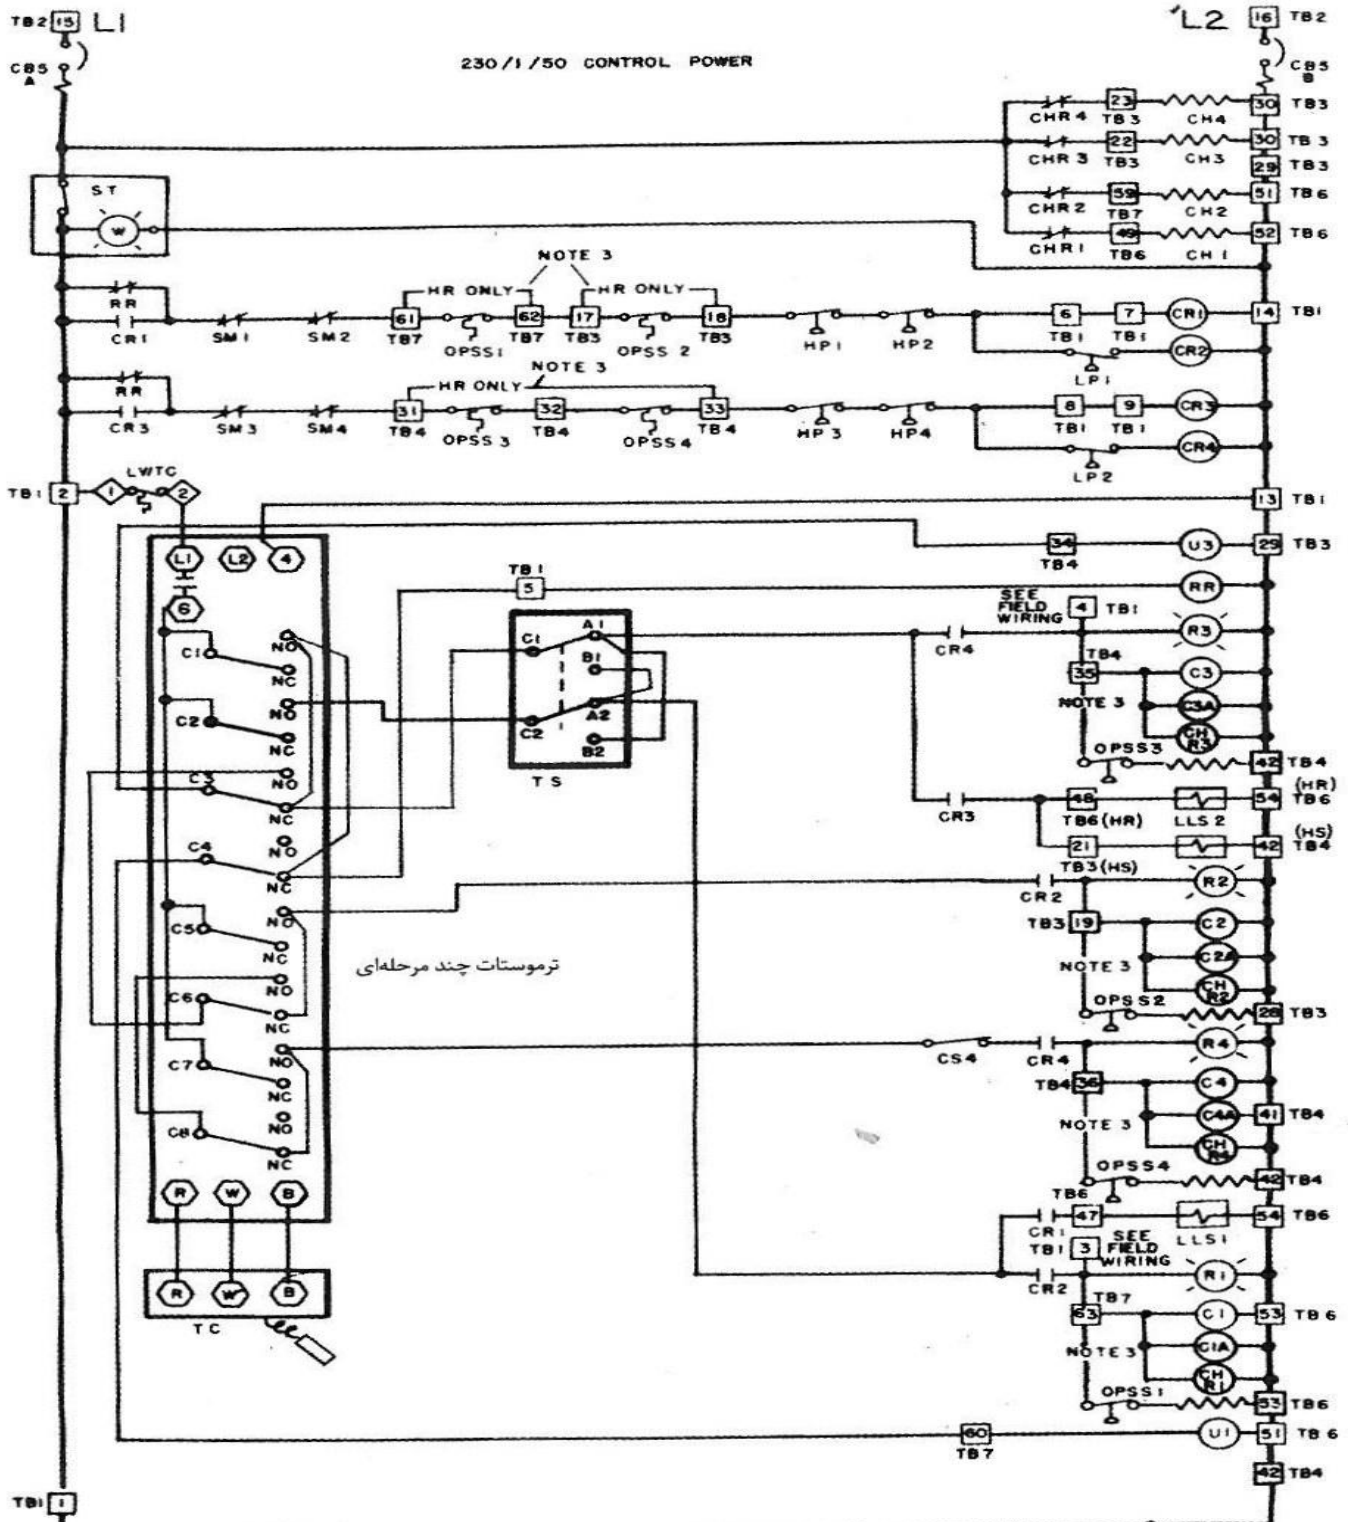 TB2 15 L1
'L2 16 TB2
CB5 A
CB5 B
230/1/50 CONTROL POWER
CHR4 23 TB3 CH4 30 TB3
CHR3 22 TB3 CH3 30 TB3
29 TB3
CHR2 59 TB7 CH2 51 TB6
CHR1 49 TB6 CH1 52 TB6
ST
W
NOTE 3
HR ONLY
HR ONLY
RR
CR1 SM1 SM2 61 TB7 OPSS1 62 TB7 17 TB3 OPSS 2 18 TB3 HP1 HP2 6 TB1 7 TB1 CR1 14 TB1
LP1 CR2
NOTE 3
HR ONLY
RR
CR3 SM3 SM4 31 TB4 OPSS3 32 TB4 OPSS4 33 TB4 HP3 HP4 8 TB1 9 TB1 CR3
LP2 CR4
TB1 2 1 LWTC 2
13 TB1
L1 L2 4
34 TB4 U3 29 TB3
TB1 5 RR
6
SEE FIELD WIRING 4 TB1
C1 NO NC
C1 A1
B1
C2 A2
B2
TS
CR4 R3
TB4 35 C3
NOTE 3 C3A
CH R3
C2 NO NC
OPSS3 42 TB4
C3 NO NC
CR3 48 TB6 (HR) LLS2 54 (HR) TB6
21 TB3 (HS) 42 (HS) TB4
C4 NO NC
CR2 R2
C5 NO NC
TB3 19 C2
ترموستات چند مرحله‌ای
NOTE 3 C2A
CH R2
C6 NO NC
OPSS2 28 TB3
C7 NO NC
CS4 CR4 R4
TB4 36 C4
NOTE 3 C4A 41 TB4
CH R4
C8 NO NC
OPSS4 42 TB4
R W B
TB6 47 CR1 LLS1 54 TB6
TB1 3 SEE FIELD WIRING
CR2 R1
R W B
TC
TB7 63 C1 53 TB6
NOTE 3 C1A
CH R1
OPSS1 53 TB6
60 TB7 U1 51 TB6
42 TB4
TB1 1